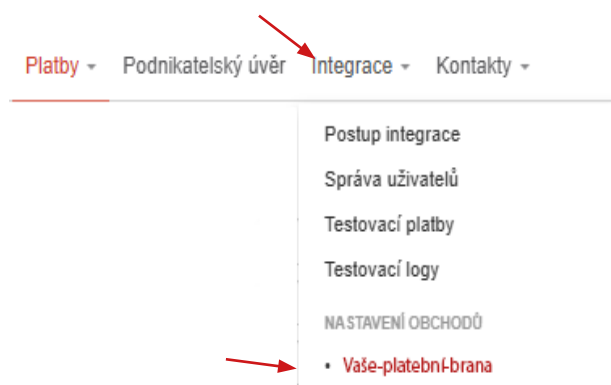 Platby Podnikatelský úvěr Integrace Kontakty
Postup integrace
Správa uživatelů
Testovací platby
Testovací logy
NASTAVENÍ OBCHODŮ
• Vaše-platební-brana